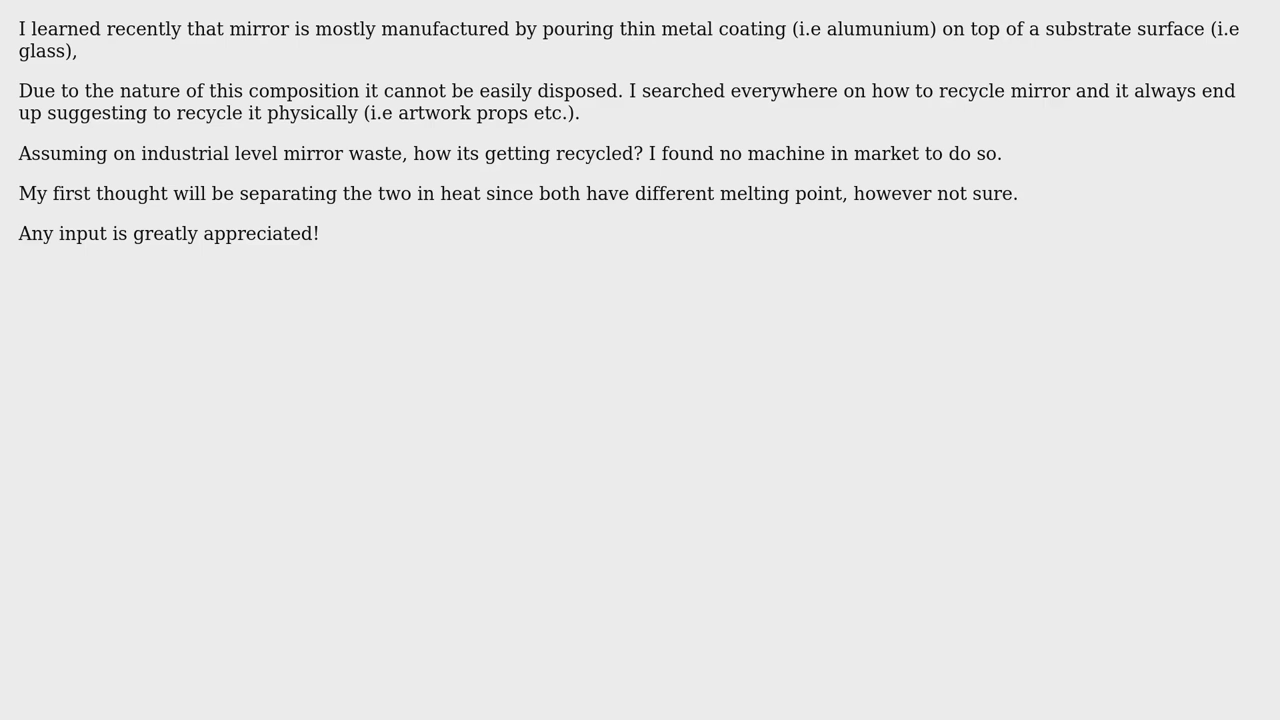 I learned recently that mirror is mostly manufactured by pouring thin metal coating (i.e alumunium) on top of a substrate surface (i.e
glass),
Due to the nature of this composition it cannot be easily disposed. I searched everywhere on how to recycle mirror and it always end
up suggesting to recycle it physically (i.e artwork props etc.).
Assuming on industrial level mirror waste, how its getting recycled? I found no machine in market to do so.
My first thought will be separating the two in heat since both have different melting point, however not sure.
Any input is greatly appreciated!